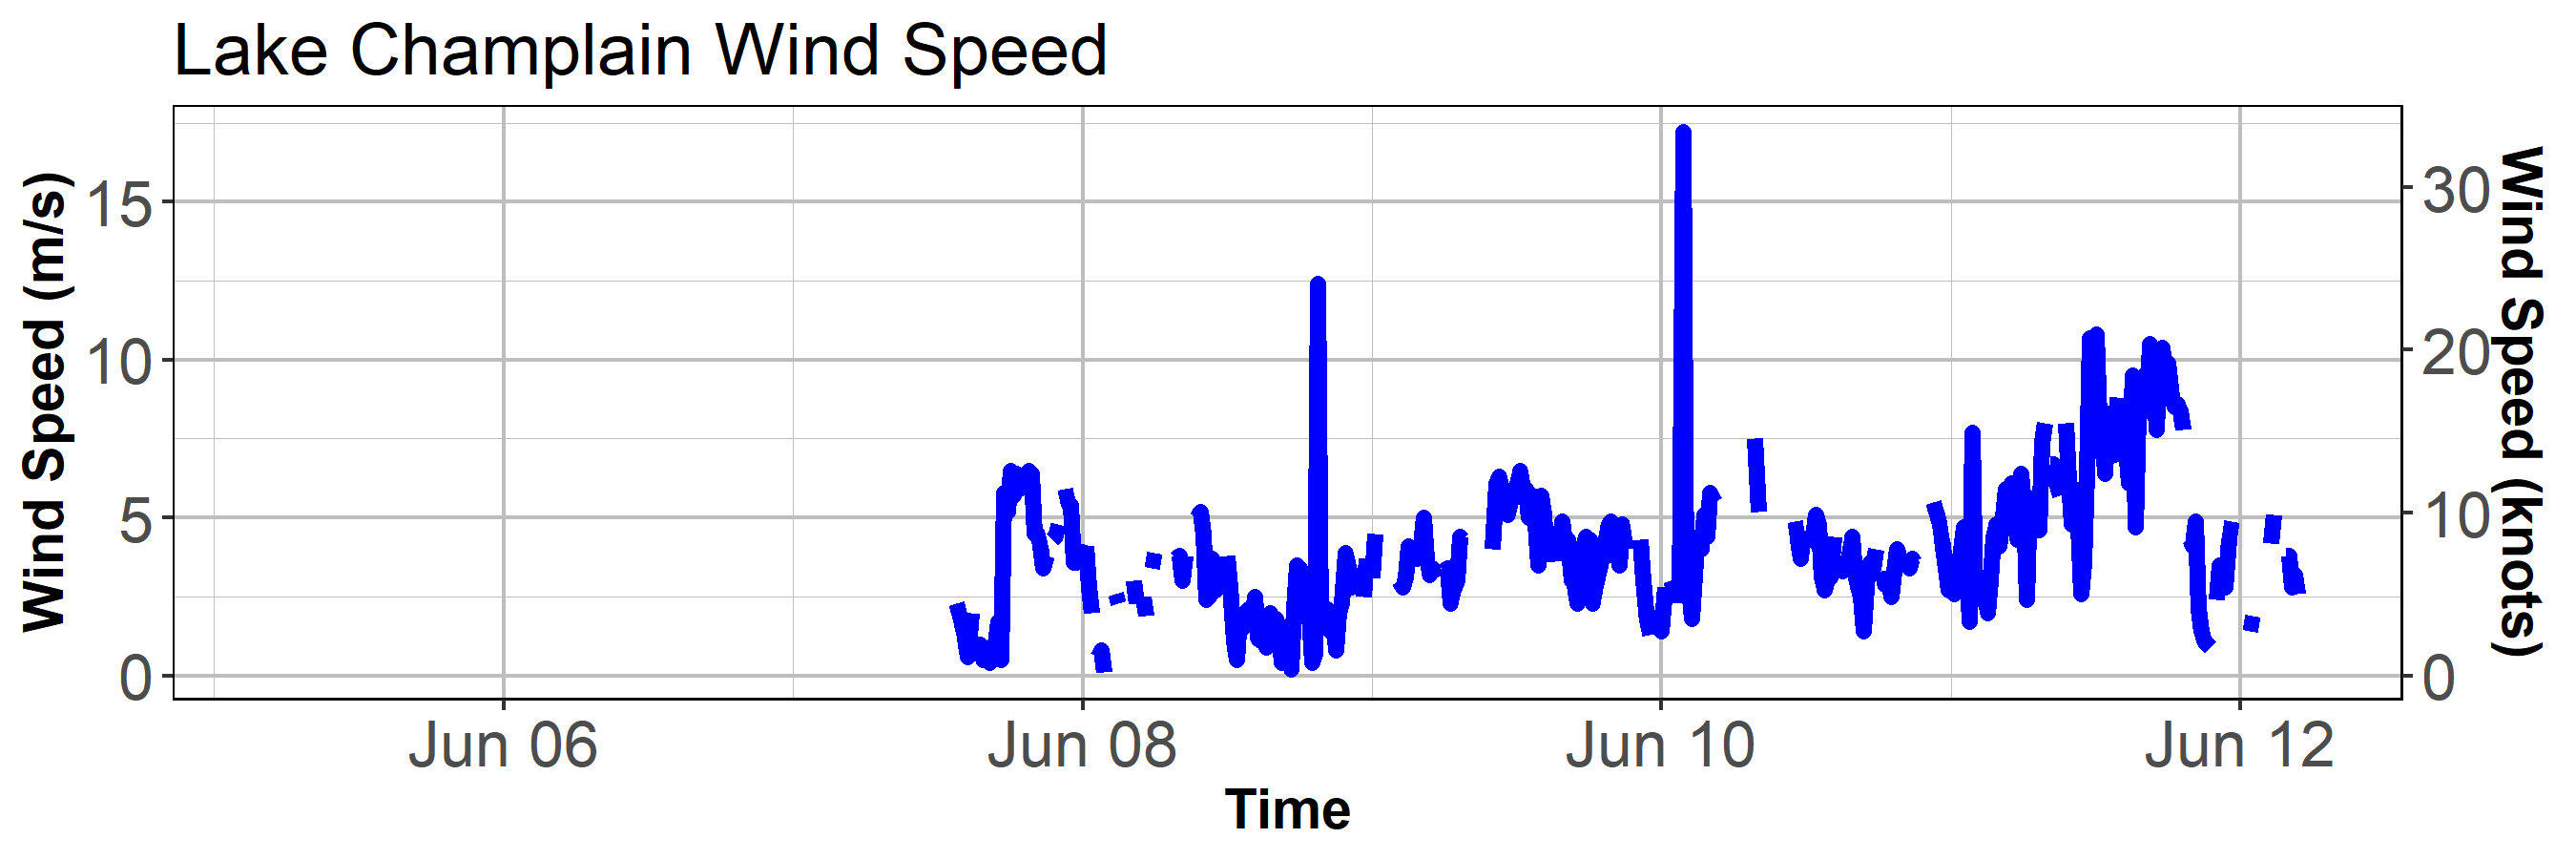 Lake Champlain Wind Speed
Wind Speed (m/s)
15
10
5
0
30
20
10
0
Wind Speed (knots)
Jun 06
Jun 08
Jun 10
Jun 12
Time